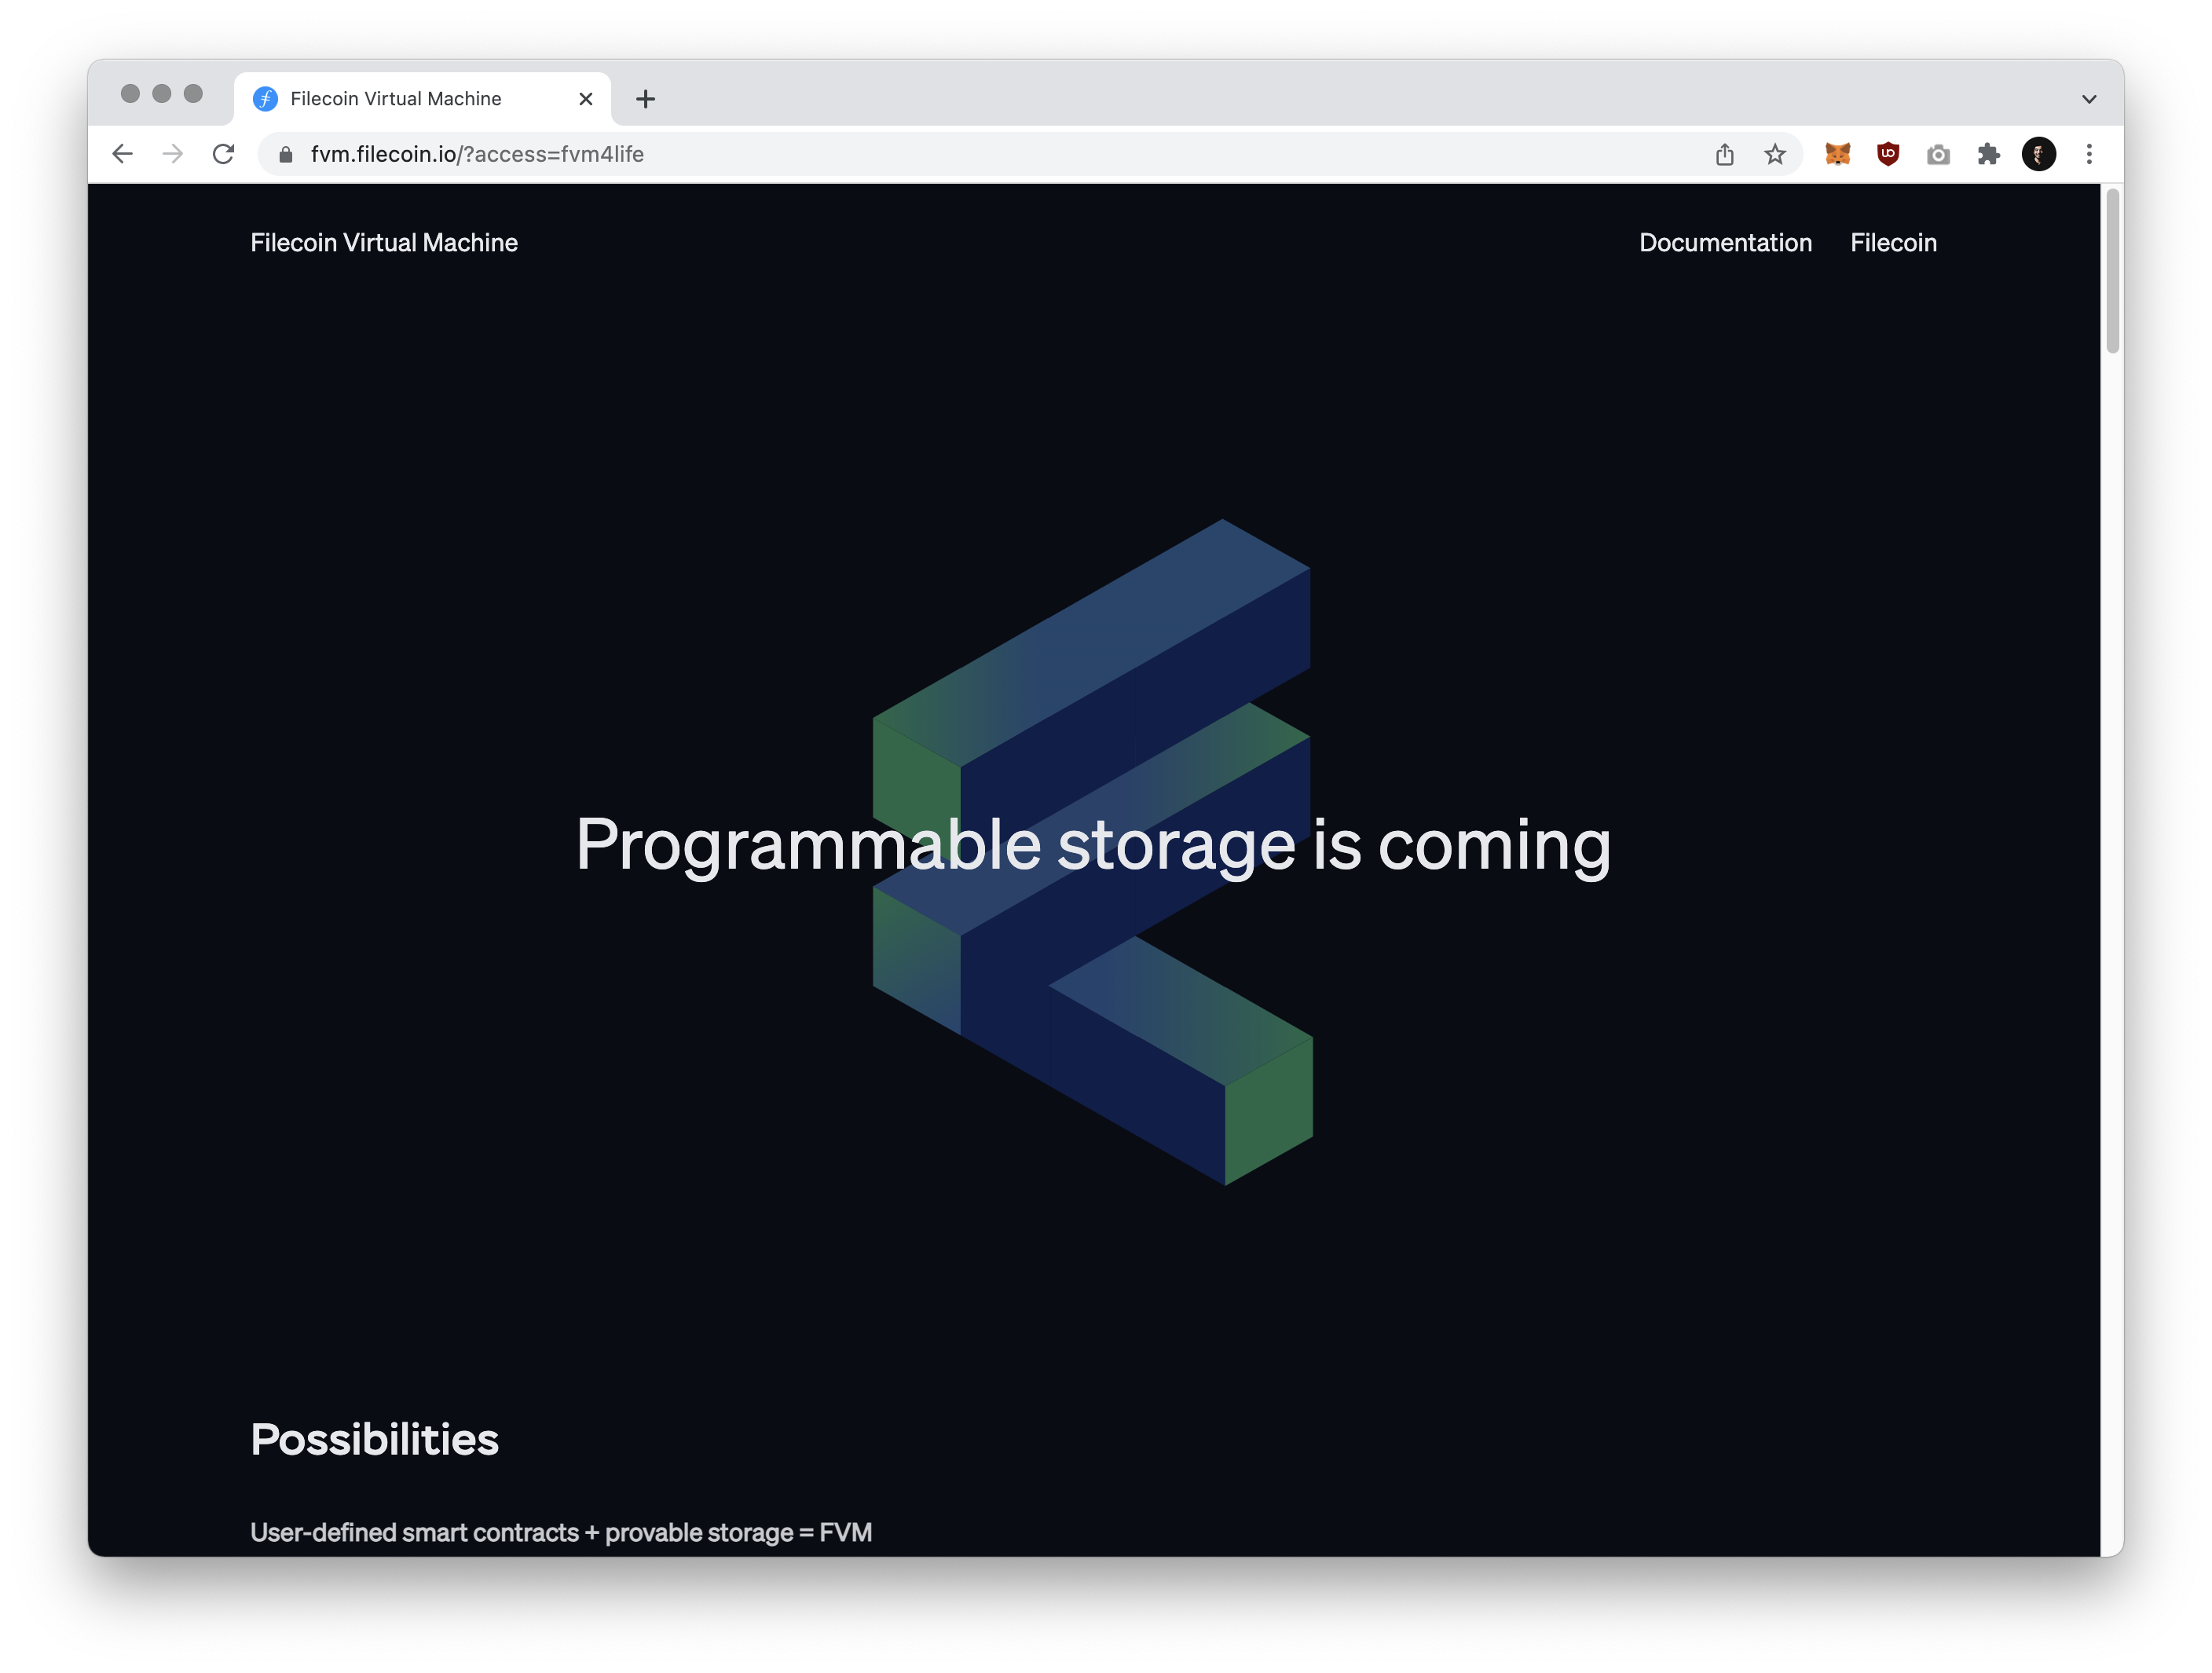 Filecoin Virtual Machine
fvm.filecoin.io/?access=fvm4life
Filecoin Virtual Machine
Documentation
Filecoin
Programmable storage is coming
Possibilities
User-defined smart contracts + provable storage = FVM